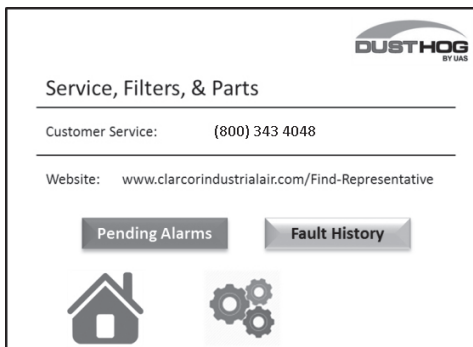 DUSTHOG
BY UAS
Service, Filters, & Parts
Customer Service: (800) 343 4048
Website: www.clarcorindustrialair.com/Find-Representative
Pending Alarms Fault History